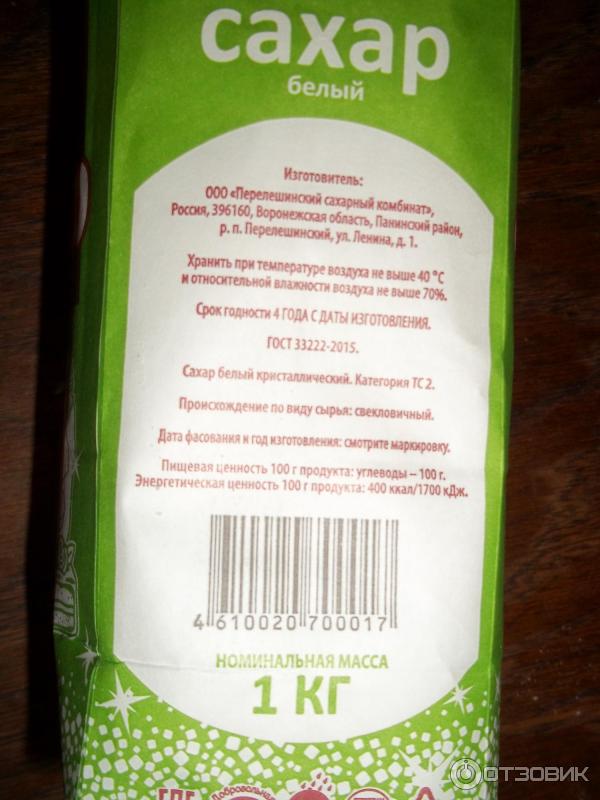 сахар
белый
Изготовитель:
ООО «Перелешинский сахарный комбинат»,
Россия, 396160, Воронежская область, Панинский район,
р. п. Перелешинский, ул. Ленина, д. 1.
Хранить при температуре воздуха не выше 40 °C
и относительной влажности воздуха не выше 70%.
Срок годности 4 ГОДА С ДАТЫ ИЗГОТОВЛЕНИЯ.
ГОСТ 33222-2015.
Сахар белый кристаллический. Категория ТС 2.
Происхождение по виду сырья: свекловичный.
Дата фасования и год изготовления: смотрите маркировку.
Пищевая ценность 100 г продукта: углеводы – 100 г.
Энергетическая ценность 100 г продукта: 400 ккал/1700 кДж.
4 610020 700017
НОМИНАЛЬНАЯ МАССА
1 КГ
Добровольная
ОТЗОВИК